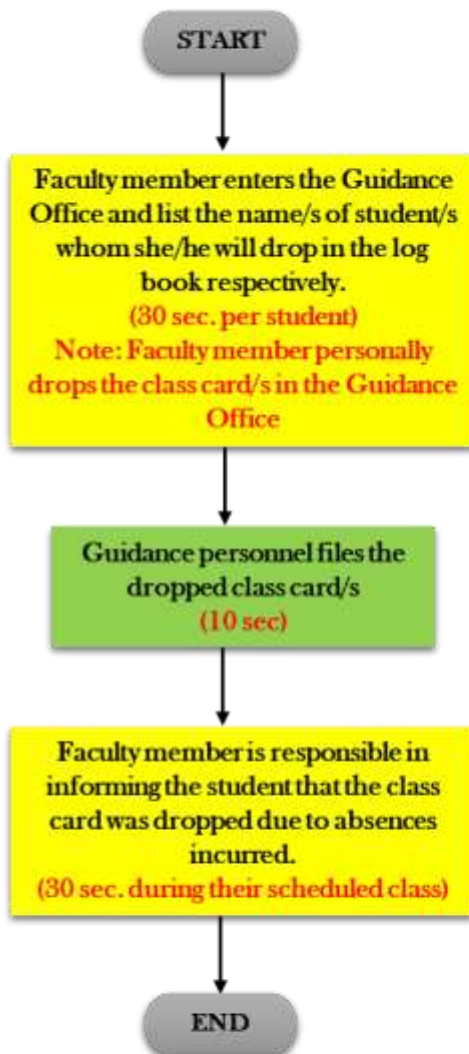 START
Faculty member enters the Guidance
Office and list the name/s of student/s
whom she/he will drop in the log
book respectively.
(30 sec. per student)
Note: Faculty member personally
drops the class card/s in the Guidance
Office
Guidance personnel files the
dropped class card/s
(10 sec)
Faculty member is responsible in
informing the student that the class
card was dropped due to absences
incurred.
(30 sec. during their scheduled class)
END